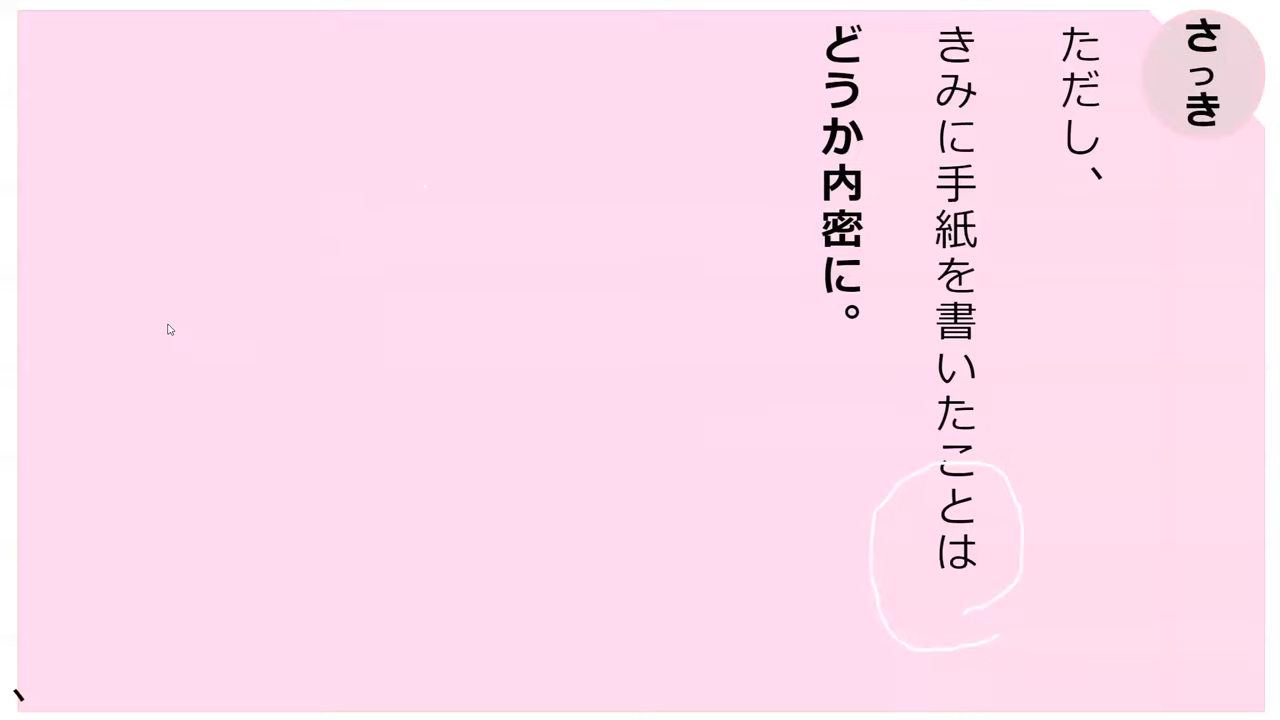 さっき
ただし、
きみに手紙を書いたことは
どうか内密に。
、